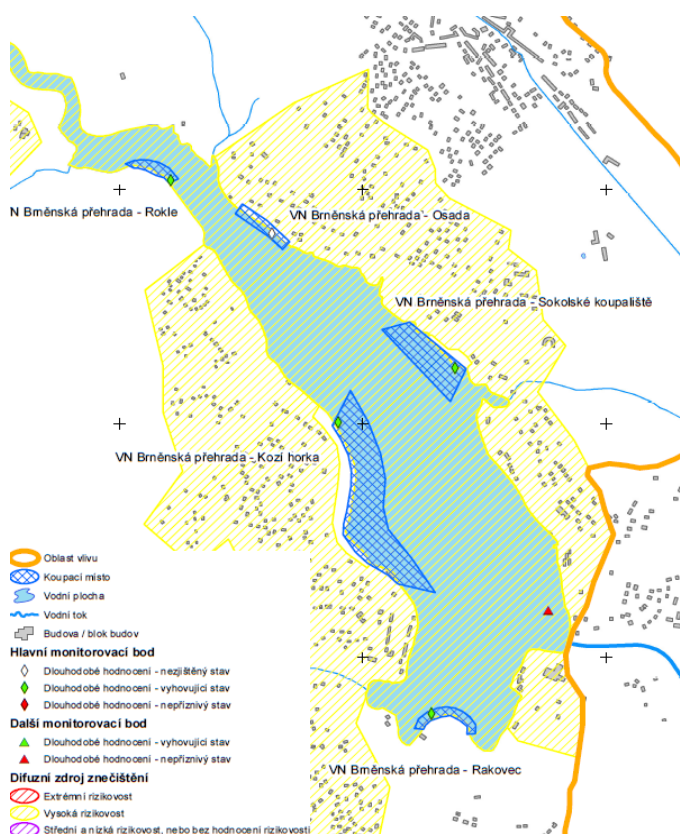 N Brněnská přehrada - Rokle
VN Brněnská přehrada - Osada
VN Brněnská přehrada - Sokolské koupaliště
VN Brněnská přehrada - Kozí horka
VN Brněnská přehrada - Rakovec
Oblast vlivu
Koupací místo
Vodní plocha
Vodní tok
Budova / blok budov
Hlavní monitorovací bod
Dlouhodobé hodnocení - nezjištěný stav
Dlouhodobé hodnocení - vyhovující stav
Dlouhodobé hodnocení - nepříznivý stav
Další monitorovací bod
Dlouhodobé hodnocení - vyhovující stav
Dlouhodobé hodnocení - nepříznivý stav
Difuzní zdroj znečištění
Extrémní rizikovost
Vysoká rizikovost
Střední a nízká rizikovost, nebo bez hodnocení rizikovosti